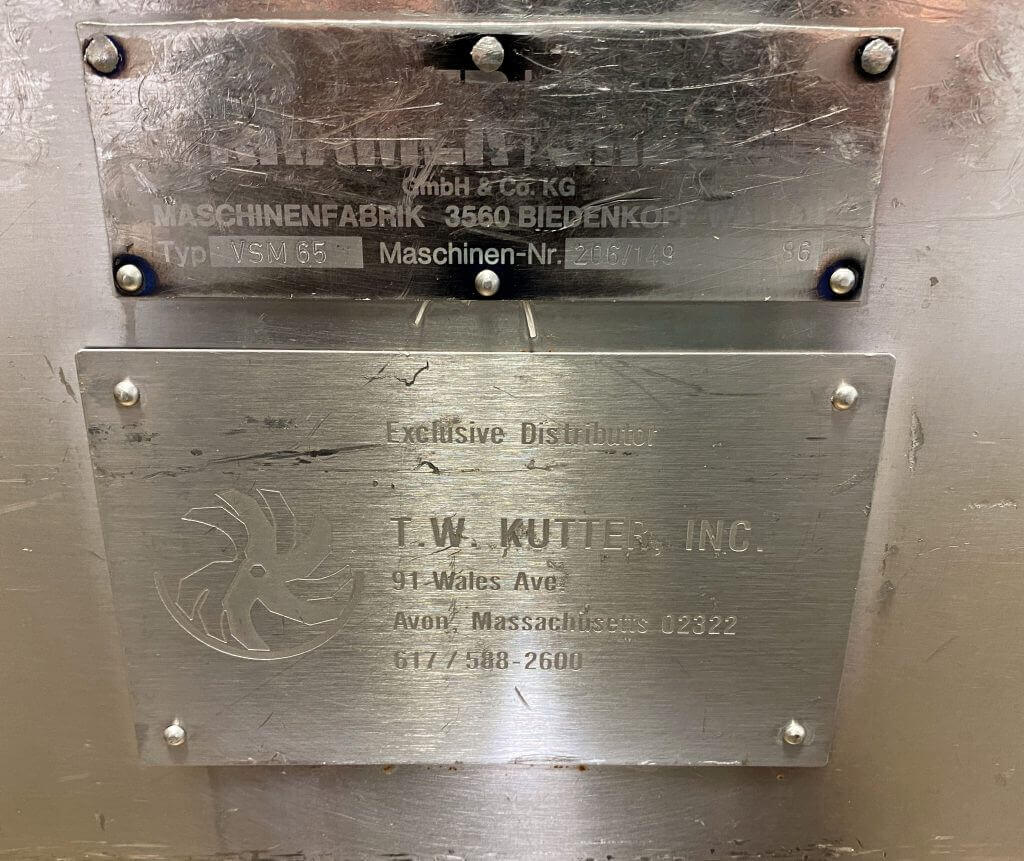 GmbH & Co. KG
MASCHINENFABRIK 3560 BIEDENKOPF
Typ VSM 65 Maschinen-Nr. 206/149 86
Exclusive Distributor
T.W. KUTTER, INC.
91 Wales Ave.
Avon, Massachusetts 02322
617 / 588-2600